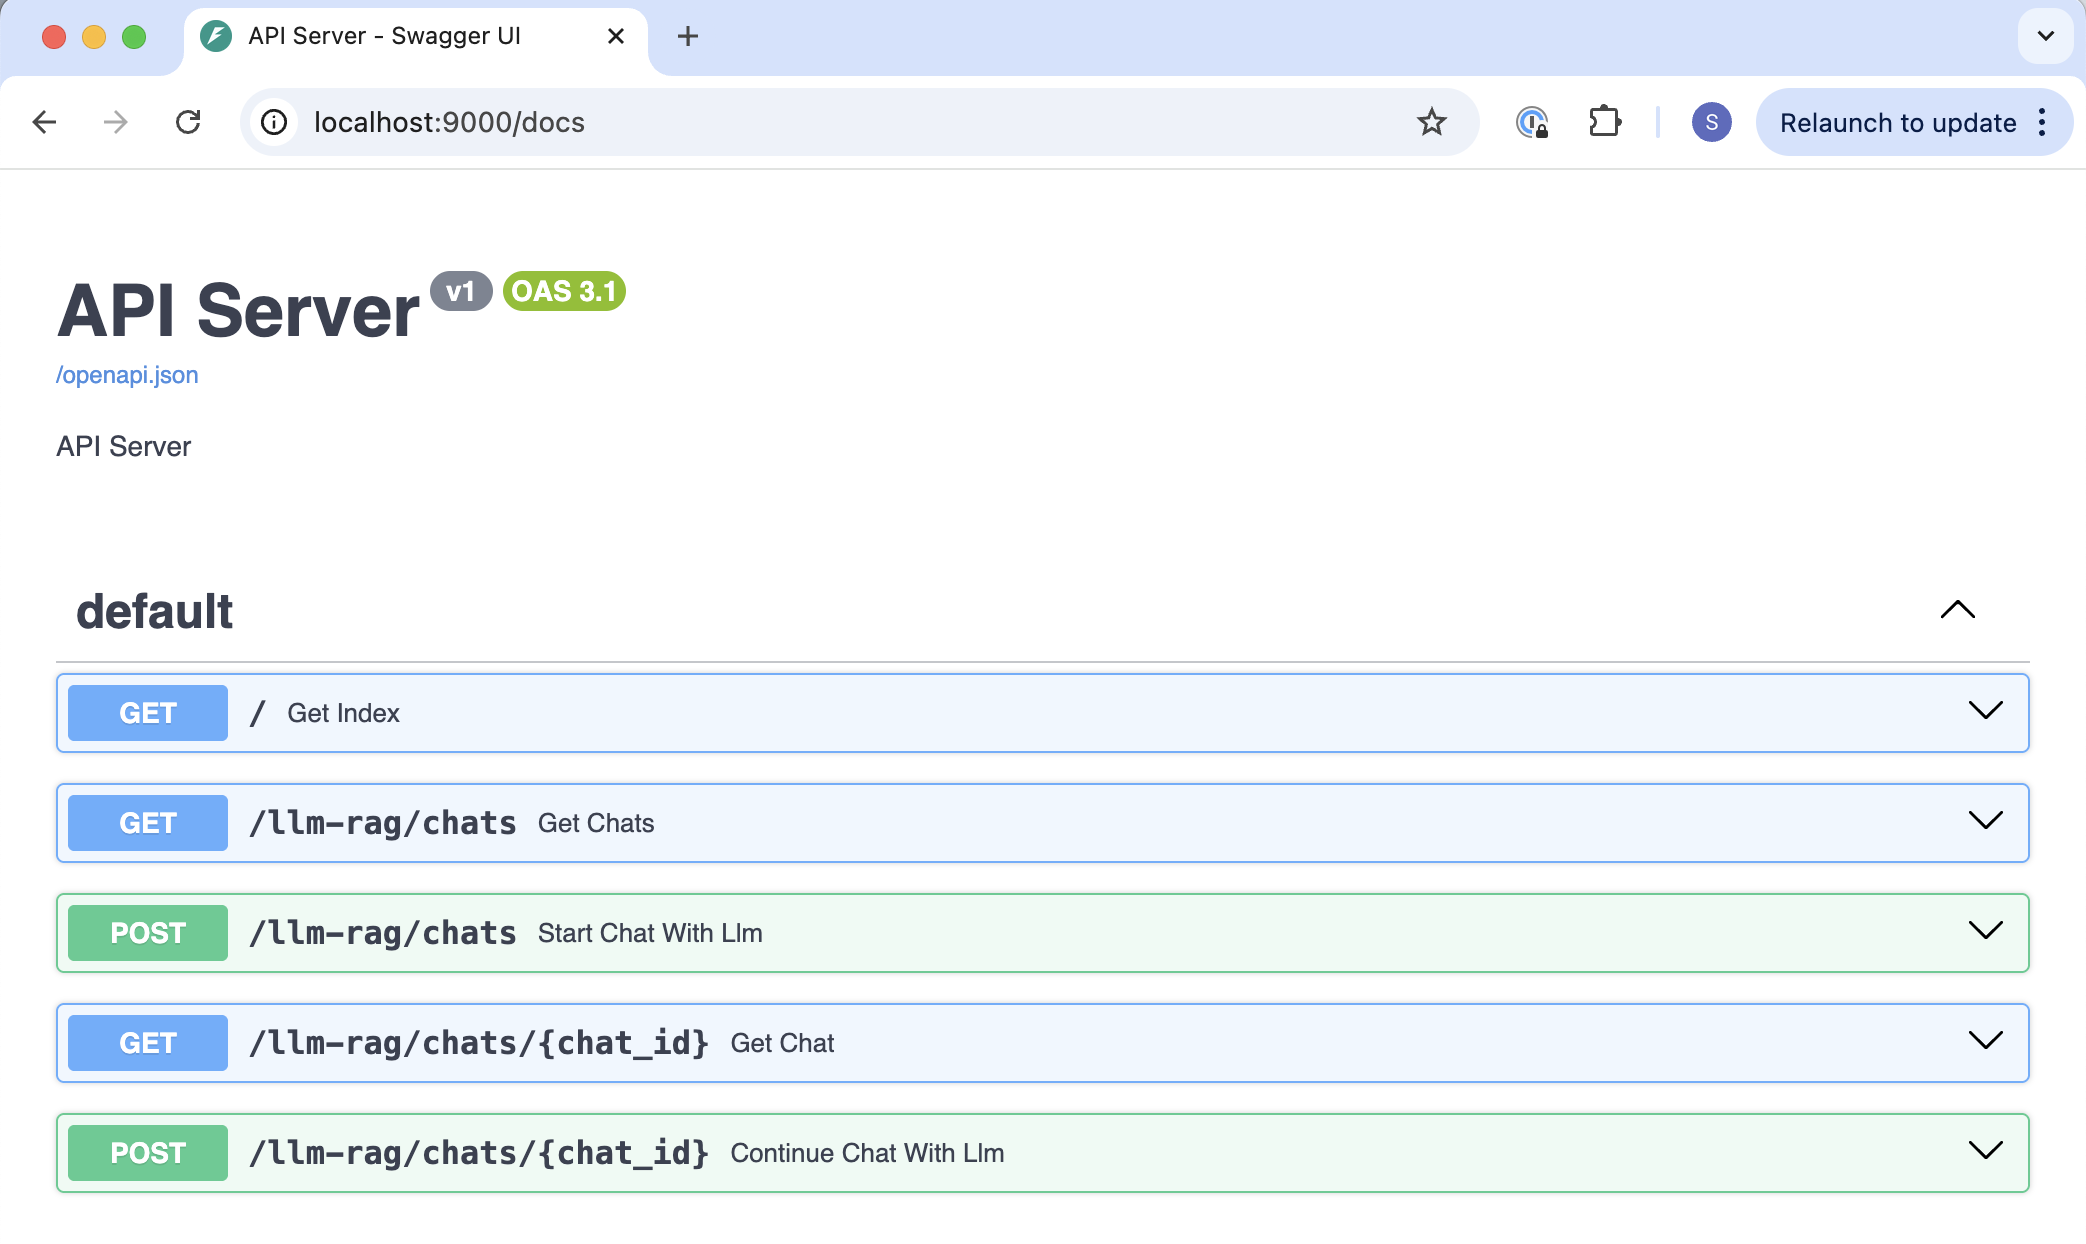 API Server - Swagger UI
localhost:9000/docs
S
Relaunch to update
API Server v1 OAS 3.1
/openapi.json
API Server
default
GET / Get Index
GET /llm-rag/chats Get Chats
POST /llm-rag/chats Start Chat With Llm
GET /llm-rag/chats/{chat_id} Get Chat
POST /llm-rag/chats/{chat_id} Continue Chat With Llm